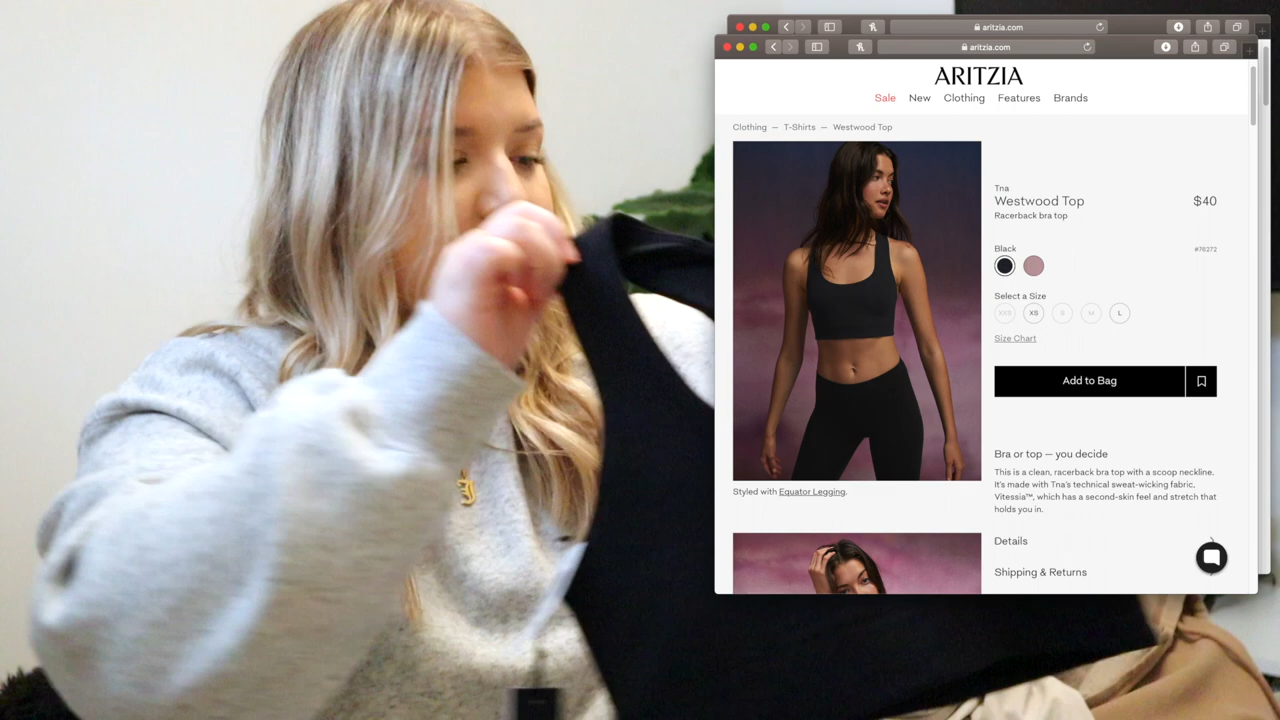 aritzia.com
aritzia.com
ARITZIA
Sale New Clothing Features Brands
Clothing — T-Shirts — Westwood Top
Tna
Westwood Top $40
Racerback bra top
Black #76272
Select a Size
XXS XS S M L
Size Chart
Add to Bag
Bra or top — you decide
This is a clean, racerback bra top with a scoop neckline.
It's made with Tna's technical sweat-wicking fabric,
Vitessia™, which has a second-skin feel and stretch that
holds you in.
Styled with Equator Legging.
Details
Shipping & Returns